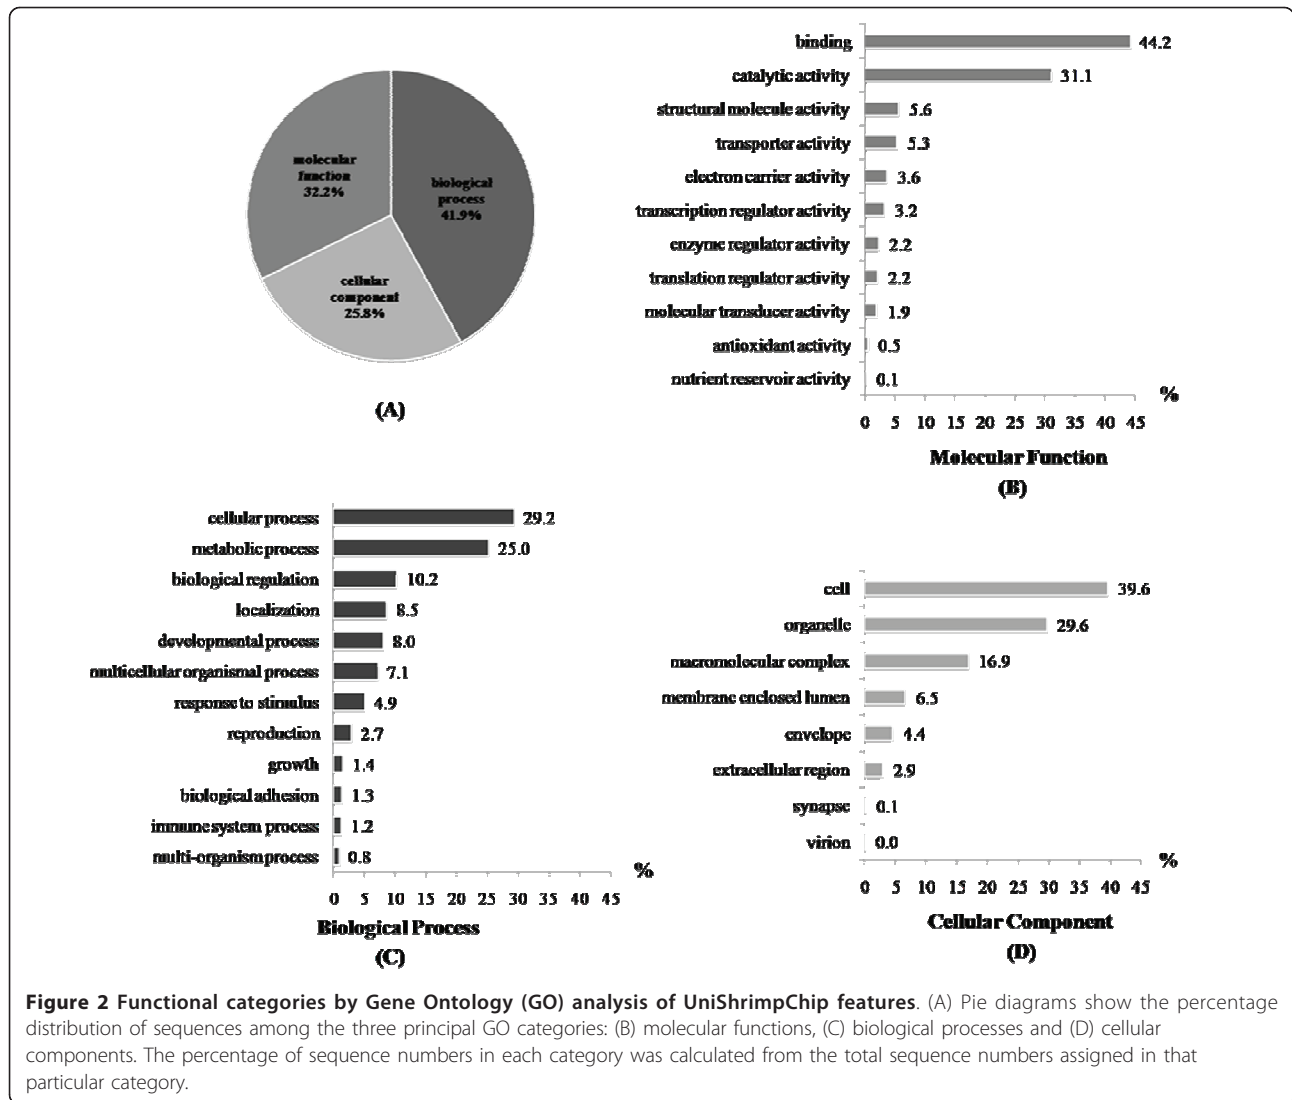 molecular
function
32.2%
biological
process
41.9%
cellular
component
25.8%
(A)
binding 44.2
catalytic activity 31.1
structural molecule activity 5.6
transporter activity 5.3
electron carrier activity 3.6
transcription regulator activity 3.2
enzyme regulator activity 2.2
translation regulator activity 2.2
molecular transducer activity 1.9
antioxidant activity 0.5
nutrient reservoir activity 0.1
%
0 5 10 15 20 25 30 35 40 45
Molecular Function
(B)
cellular process 29.2
metabolic process 25.0
biological regulation 10.2
localization 8.5
developmental process 8.0
multicellular organismal process 7.1
response to stimulus 4.9
reproduction 2.7
growth 1.4
biological adhesion 1.3
immune system process 1.2
multi-organism process 0.8
%
0 5 10 15 20 25 30 35 40 45
Biological Process
(C)
cell 39.6
organelle 29.6
macromolecular complex 16.9
membrane enclosed lumen 6.5
envelope 4.4
extracellular region 2.9
synapse 0.1
virion 0.0
%
0 5 10 15 20 25 30 35 40 45
Cellular Component
(D)
Figure 2 Functional categories by Gene Ontology (GO) analysis of UniShrimpChip features. (A) Pie diagrams show the percentage
distribution of sequences among the three principal GO categories: (B) molecular functions, (C) biological processes and (D) cellular
components. The percentage of sequence numbers in each category was calculated from the total sequence numbers assigned in that
particular category.